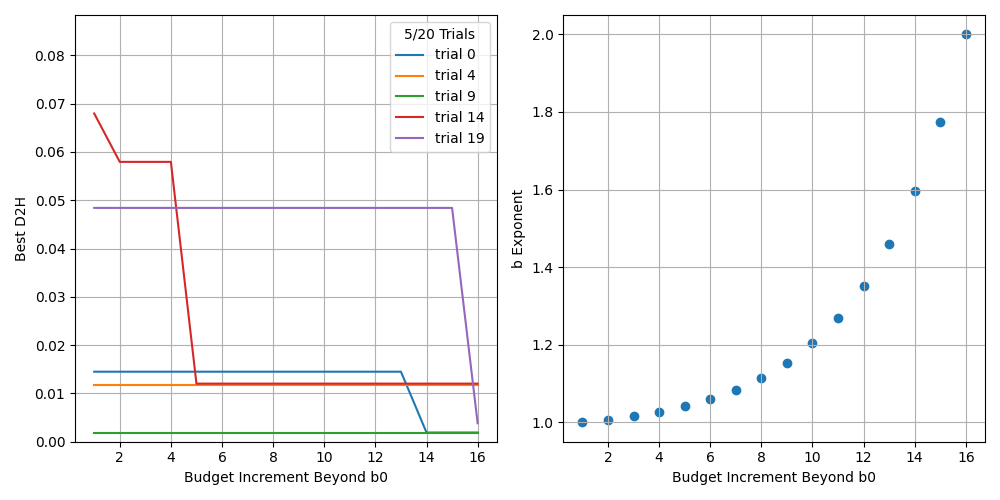 0.08
0.07
0.06
0.05
0.04
0.03
0.02
0.01
0.00
Best D2H
5/20 Trials
trial 0
trial 4
trial 9
trial 14
trial 19
2 4 6 8 10 12 14 16
Budget Increment Beyond b0
2.0
1.8
1.6
1.4
1.2
1.0
b Exponent
2 4 6 8 10 12 14 16
Budget Increment Beyond b0